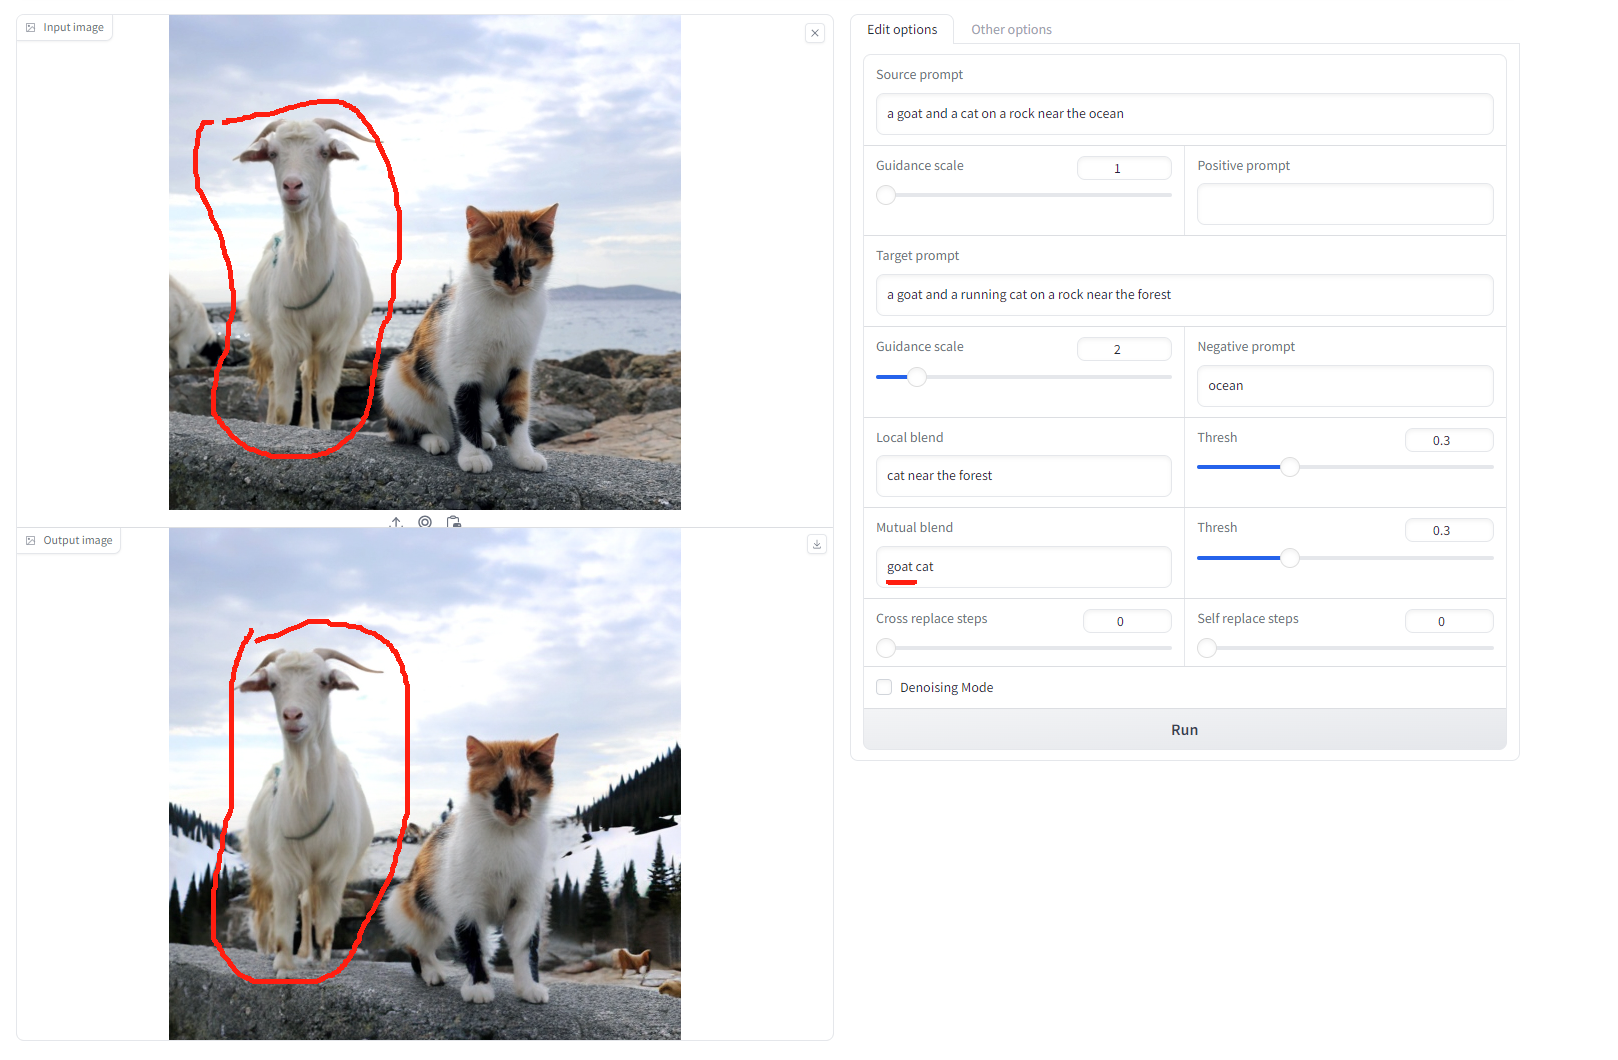 Input image
Output image
Edit options
Other options
Source prompt
a goat and a cat on a rock near the ocean
Guidance scale
1
Positive prompt
Target prompt
a goat and a running cat on a rock near the forest
Guidance scale
2
Negative prompt
ocean
Local blend
cat near the forest
Thresh
0.3
Mutual blend
goat cat
Thresh
0.3
Cross replace steps
0
Self replace steps
0
Denoising Mode
Run